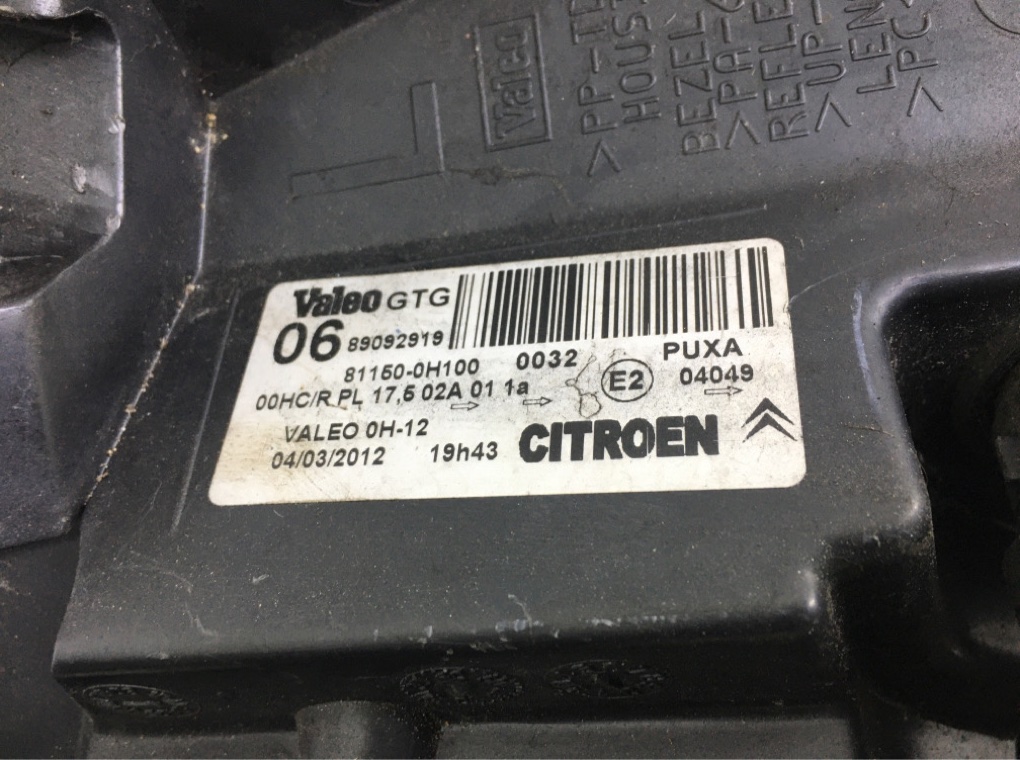 Valeo
>PP-T
HOUS
BEZEL
>PA-
REFLE
>UP-
LEN
>PC
Valeo GTG
06 89092919
81150-0H100 0032 PUXA
00HC/R PL 17,5 02A 01 1a E2 04049
VALEO 0H-12
04/03/2012 19h43 CITROEN